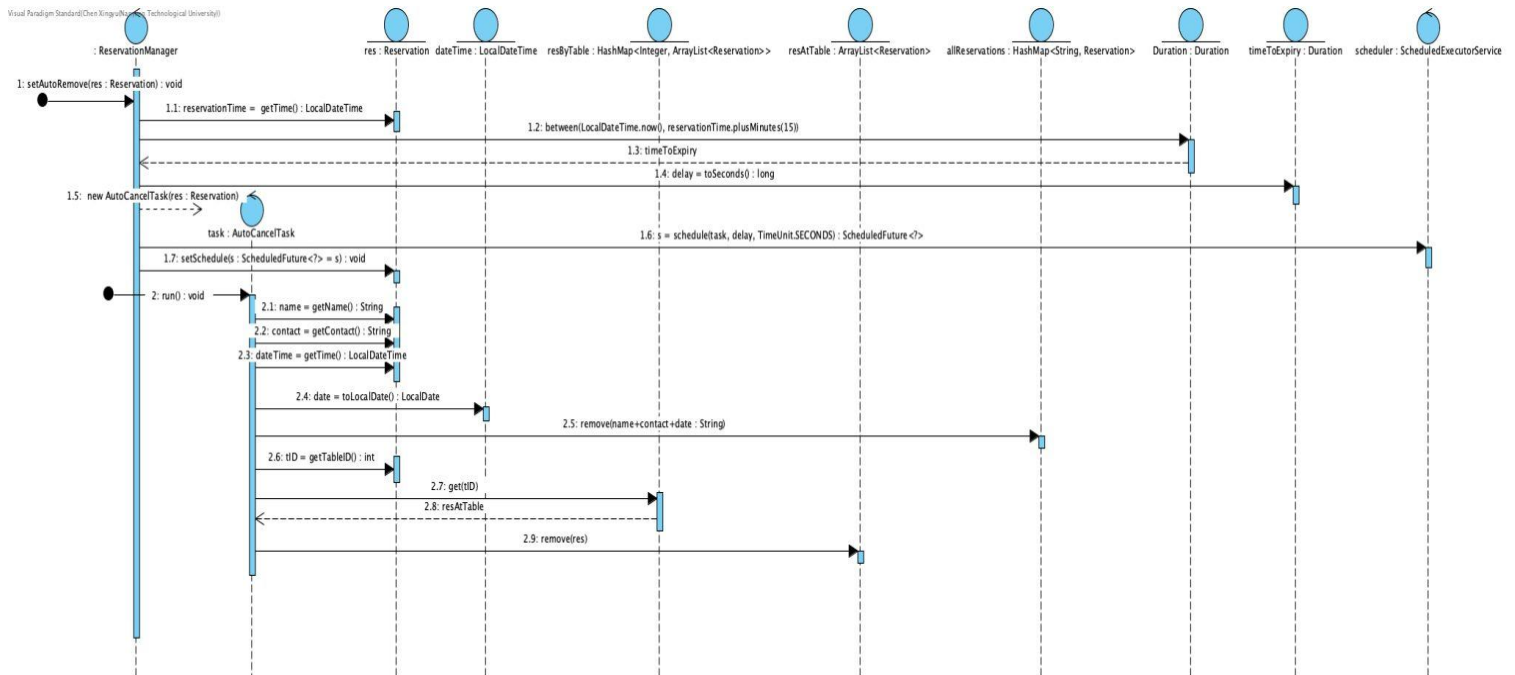 Visual Paradigm Standard(Chen Xingyu(Nanyang Technological University))
: ReservationManager
res : Reservation
dateTime : LocalDateTime
resByTable : HashMap<Integer, ArrayList<Reservation>>
resAtTable : ArrayList<Reservation>
allReservations : HashMap<String, Reservation>
Duration : Duration
timeToExpiry : Duration
scheduler : ScheduledExecutorService
1: setAutoRemove(res : Reservation) : void
1.1: reservationTime = getTime() : LocalDateTime
1.2: between(LocalDateTime.now(), reservationTime.plusMinutes(15))
1.3: timeToExpiry
1.4: delay = toSeconds() : long
1.5: new AutoCancelTask(res : Reservation)
task : AutoCancelTask
1.6: s = schedule(task, delay, TimeUnit.SECONDS) : ScheduledFuture<?>
1.7: setSchedule(s : ScheduledFuture<?> = s) : void
2: run() : void
2.1: name = getName() : String
2.2: contact = getContact() : String
2.3: dateTime = getTime() : LocalDateTime
2.4: date = toLocalDate() : LocalDate
2.5: remove(name+contact+date : String)
2.6: tID = getTableID() : int
2.7: get(tID)
2.8: resAtTable
2.9: remove(res)